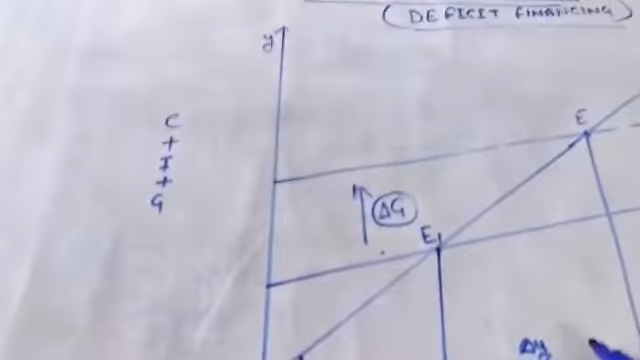 (DEFICIT FINANCING)
y
C
+
I
+
G
E
ΔG
E1
Δy